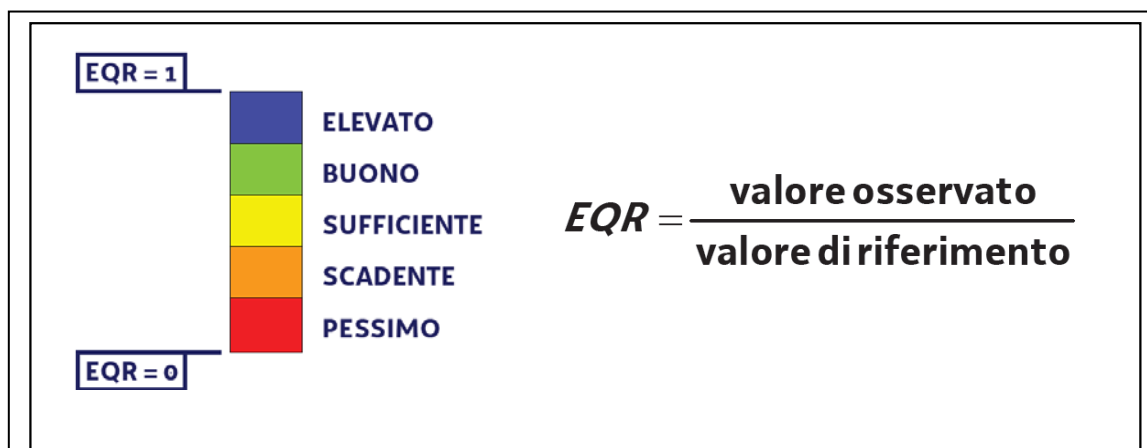 EQR = 1
ELEVATO
BUONO
SUFFICIENTE
SCADENTE
PESSIMO
EQR = 0
EQR = valore osservato
valore di riferimento